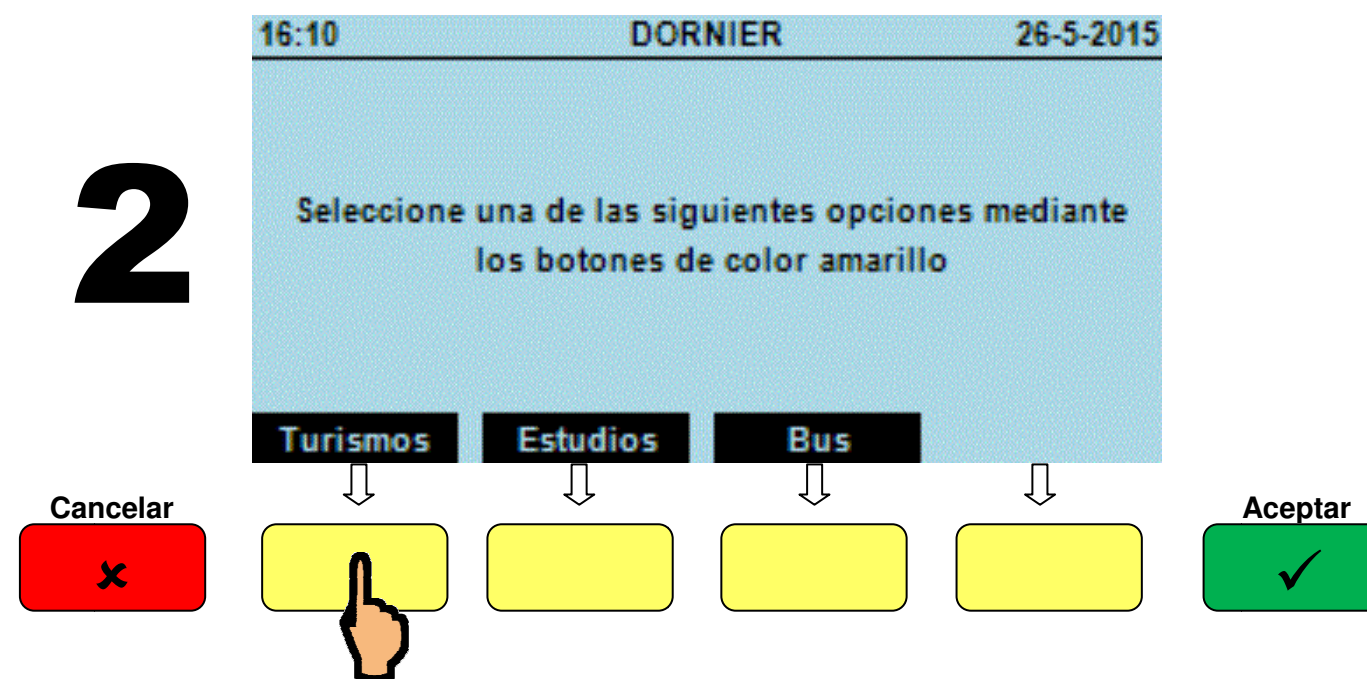 16:10 DORNIER 26-5-2015
2
Seleccione una de las siguientes opciones mediante
los botones de color amarillo
Turismos Estudios Bus
Cancelar Aceptar